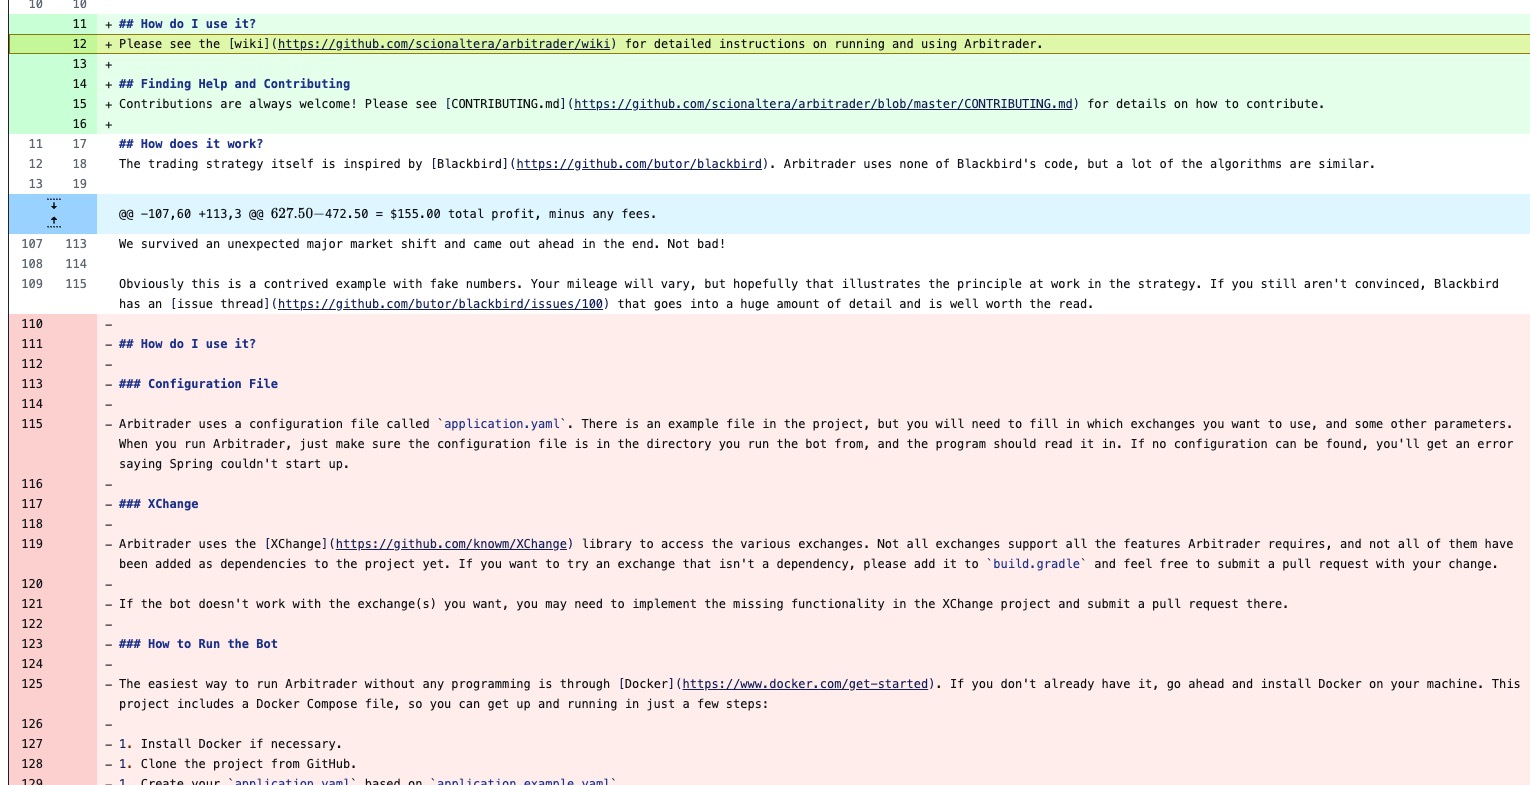 10 10
11 + ## How do I use it?
12 + Please see the [wiki](https://github.com/scionaltera/arbitrader/wiki) for detailed instructions on running and using Arbitrader.
13 +
14 + ## Finding Help and Contributing
15 + Contributions are always welcome! Please see [CONTRIBUTING.md](https://github.com/scionaltera/arbitrader/blob/master/CONTRIBUTING.md) for details on how to contribute.
16 +
11 17 ## How does it work?
12 18 The trading strategy itself is inspired by [Blackbird](https://github.com/butor/blackbird). Arbitrader uses none of Blackbird's code, but a lot of the algorithms are similar.
13 19
@@ -107,60 +113,3 @@ 627.50−472.50 = $155.00 total profit, minus any fees.
107 113 We survived an unexpected major market shift and came out ahead in the end. Not bad!
108 114
109 115 Obviously this is a contrived example with fake numbers. Your mileage will vary, but hopefully that illustrates the principle at work in the strategy. If you still aren't convinced, Blackbird
has an [issue thread](https://github.com/butor/blackbird/issues/100) that goes into a huge amount of detail and is well worth the read.
110 −
111 − ## How do I use it?
112 −
113 − ### Configuration File
114 −
115 − Arbitrader uses a configuration file called `application.yaml`. There is an example file in the project, but you will need to fill in which exchanges you want to use, and some other parameters.
When you run Arbitrader, just make sure the configuration file is in the directory you run the bot from, and the program should read it in. If no configuration can be found, you'll get an error
saying Spring couldn't start up.
116 −
117 − ### XChange
118 −
119 − Arbitrader uses the [XChange](https://github.com/knowm/XChange) library to access the various exchanges. Not all exchanges support all the features Arbitrader requires, and not all of them have
been added as dependencies to the project yet. If you want to try an exchange that isn't a dependency, please add it to `build.gradle` and feel free to submit a pull request with your change.
120 −
121 − If the bot doesn't work with the exchange(s) you want, you may need to implement the missing functionality in the XChange project and submit a pull request there.
122 −
123 − ### How to Run the Bot
124 −
125 − The easiest way to run Arbitrader without any programming is through [Docker](https://www.docker.com/get-started). If you don't already have it, go ahead and install Docker on your machine. This
project includes a Docker Compose file, so you can get up and running in just a few steps:
126 −
127 − 1. Install Docker if necessary.
128 − 1. Clone the project from GitHub.
129 − 1. Create your `application.yaml` based on `application.example.yaml`